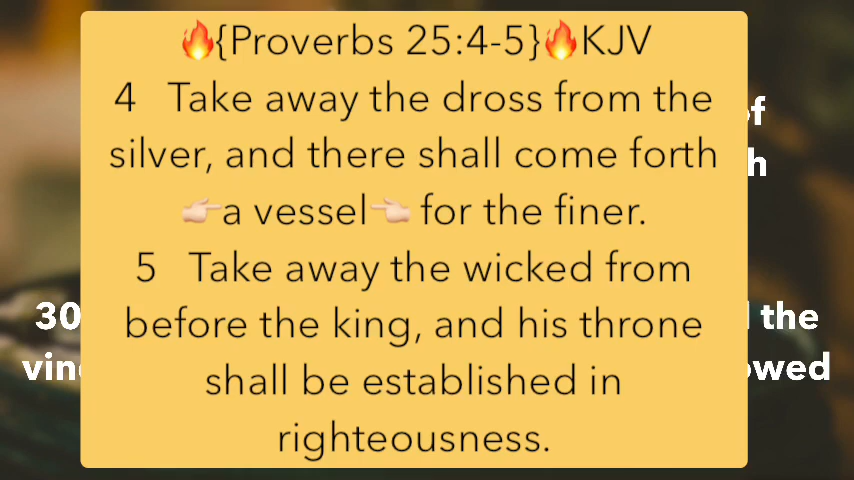 🔥{Proverbs 25:4-5}🔥KJV
4 Take away the dross from the
silver, and there shall come forth
👉a vessel👈 for the finer.
5 Take away the wicked from
before the king, and his throne
shall be established in
righteousness.
30
the